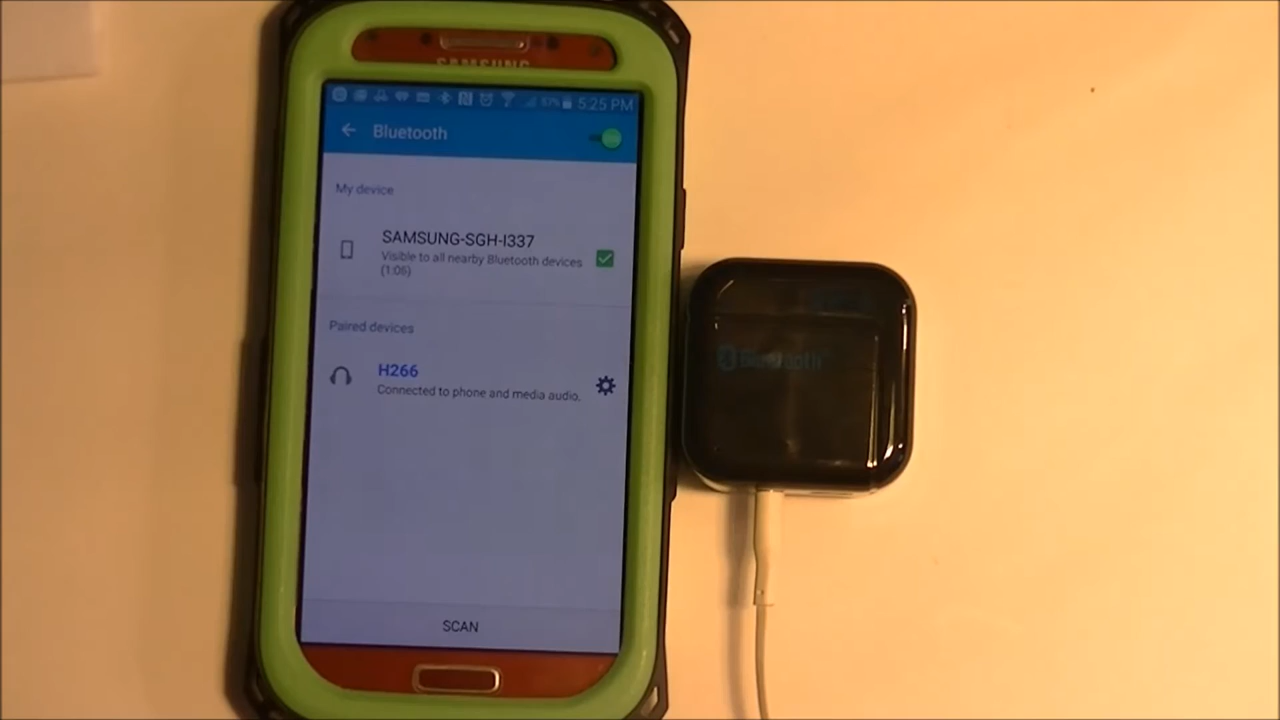 SAMSUNG
97% 5:25 PM
Bluetooth
My device
SAMSUNG-SGH-I337
Visible to all nearby Bluetooth devices
(1:06)
Paired devices
H266
Connected to phone and media audio.
SCAN
Bluetooth